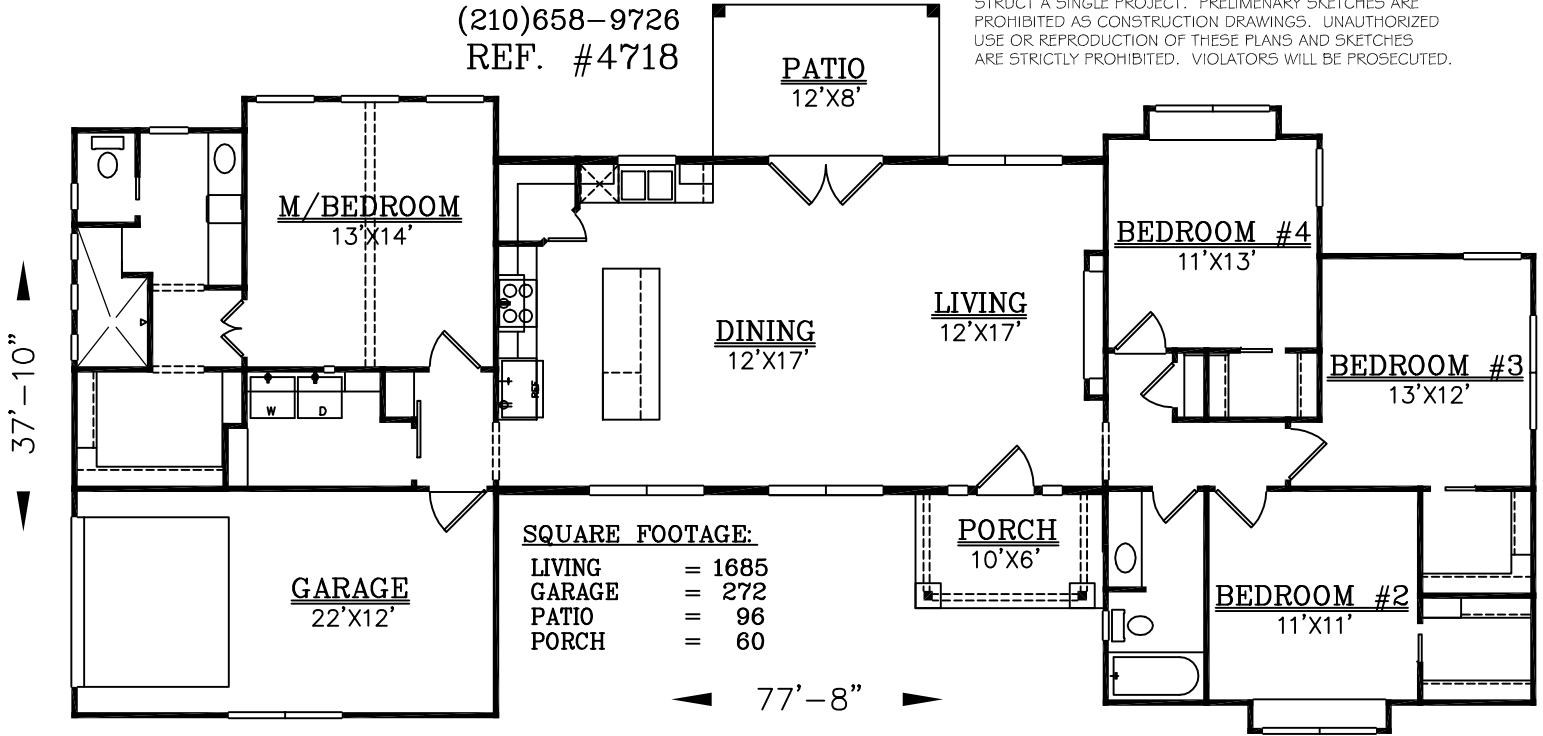 (210)658-9726
REF. #4718
STRUCT A SINGLE PROJECT. PRELIMENARY SKETCHES ARE
PROHIBITED AS CONSTRUCTION DRAWINGS. UNAUTHORIZED
USE OR REPRODUCTION OF THESE PLANS AND SKETCHES
ARE STRICTLY PROHIBITED. VIOLATORS WILL BE PROSECUTED.
PATIO
12'X8'
M/BEDROOM
13'X14'
BEDROOM #4
11'X13'
LIVING
12'X17'
DINING
12'X17'
BEDROOM #3
13'X12'
37'-10"
REF.
W
D
GARAGE
22'X12'
SQUARE FOOTAGE:
LIVING = 1685
GARAGE = 272
PATIO = 96
PORCH = 60
PORCH
10'X6'
BEDROOM #2
11'X11'
77'-8"